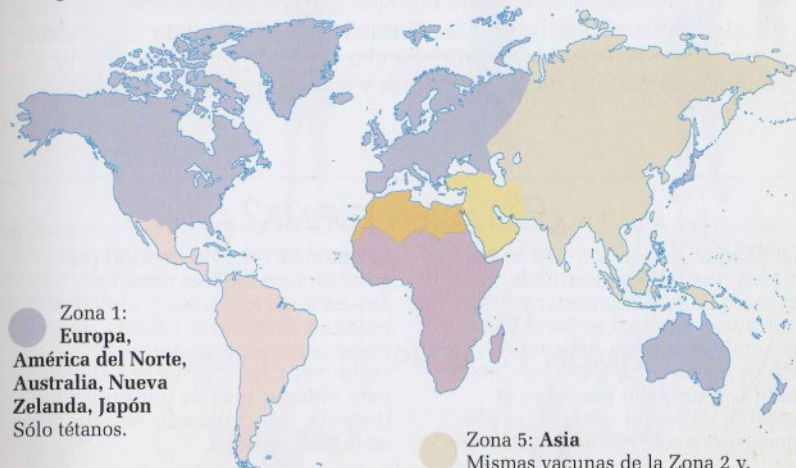 Zona 1:
Europa,
América del Norte,
Australia, Nueva
Zelanda, Japón
Sólo tétanos.
Zona 5: Asia
Mismas vacunas de la Zona 2 y,